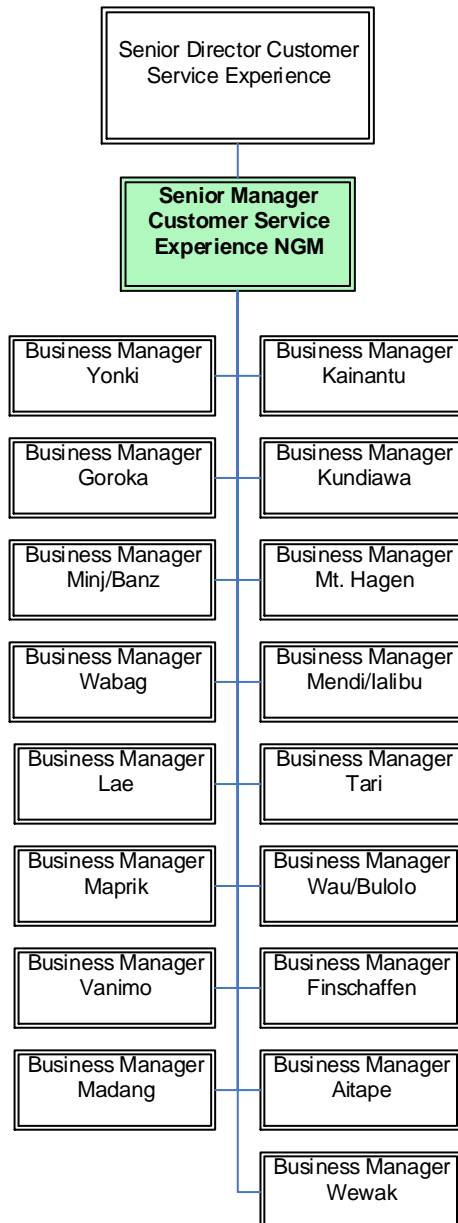 Senior Director Customer
Service Experience
Senior Manager
Customer Service
Experience NGM
Business Manager
Yonki
Business Manager
Kainantu
Business Manager
Goroka
Business Manager
Kundiawa
Business Manager
Minj/Banz
Business Manager
Mt. Hagen
Business Manager
Wabag
Business Manager
Mendi/Ialibu
Business Manager
Lae
Business Manager
Tari
Business Manager
Maprik
Business Manager
Wau/Bulolo
Business Manager
Vanimo
Business Manager
Finschaffen
Business Manager
Madang
Business Manager
Aitape
Business Manager
Wewak